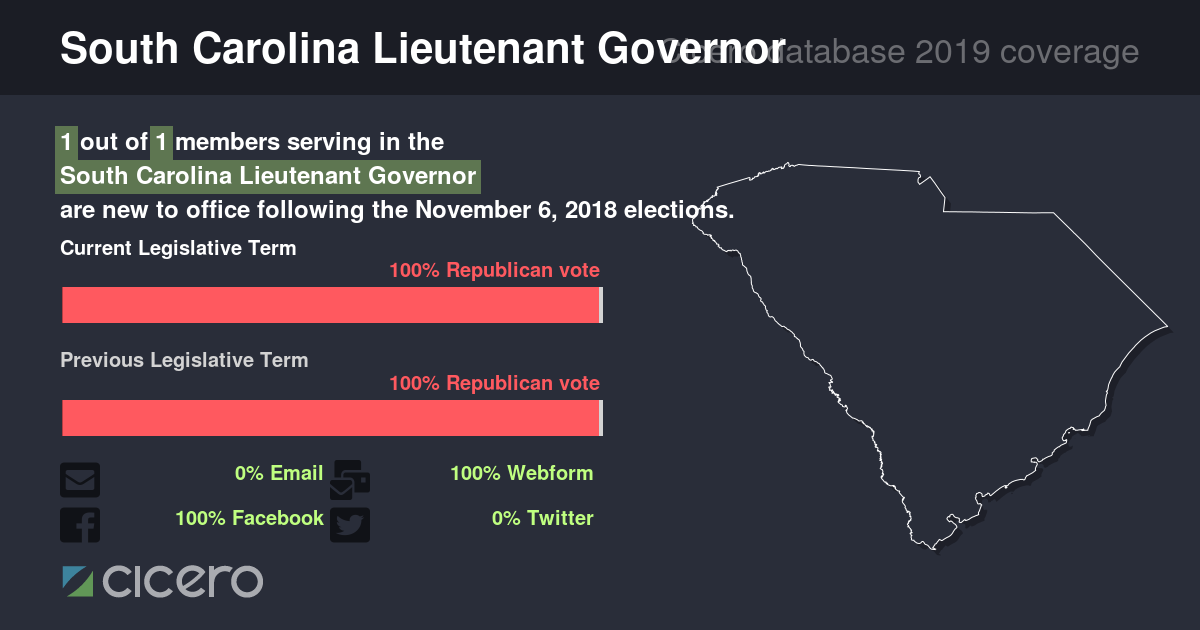 South Carolina Lieutenant Governor
Cicero database 2019 coverage
1 out of 1 members serving in the
South Carolina Lieutenant Governor
are new to office following the November 6, 2018 elections.
Current Legislative Term
100% Republican vote
Previous Legislative Term
100% Republican vote
0% Email 100% Webform
100% Facebook 0% Twitter
cicero